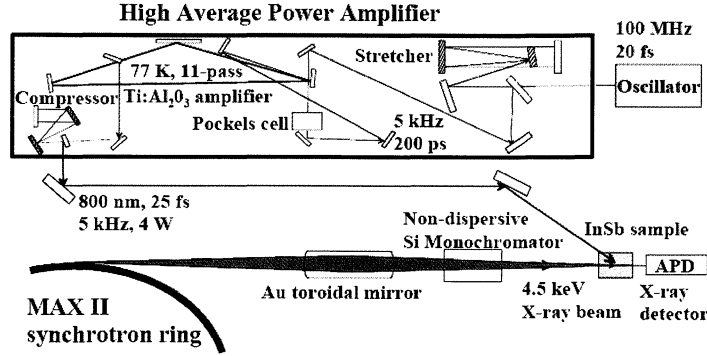 High Average Power Amplifier
Stretcher
100 MHz
20 fs
Oscillator
77 K, 11-pass
Ti:Al₂0₃ amplifier
Compressor
Pockels cell
5 kHz
200 ps
800 nm, 25 fs
5 kHz, 4 W
Non-dispersive
Si Monochromator
InSb sample
Au toroidal mirror
4.5 keV
X-ray beam
APD
X-ray
detector
MAX II
synchrotron ring